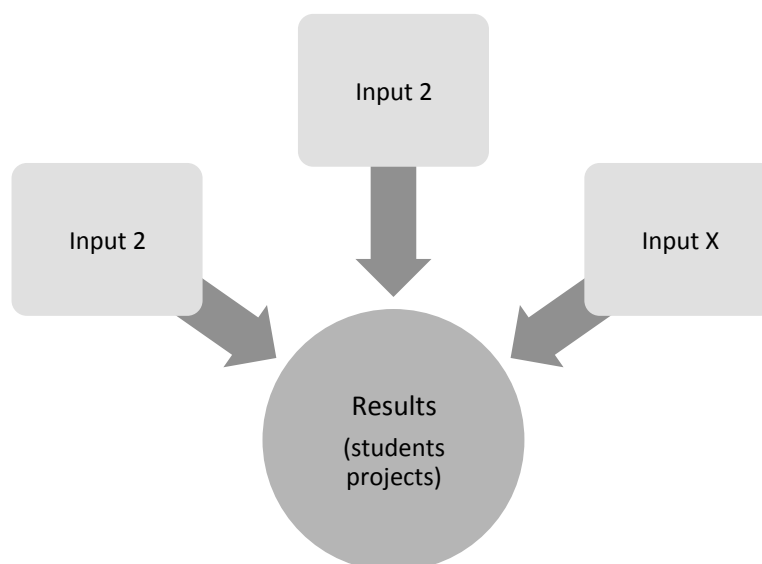 Input 2
Input 2
Input X
Results
(students
projects)